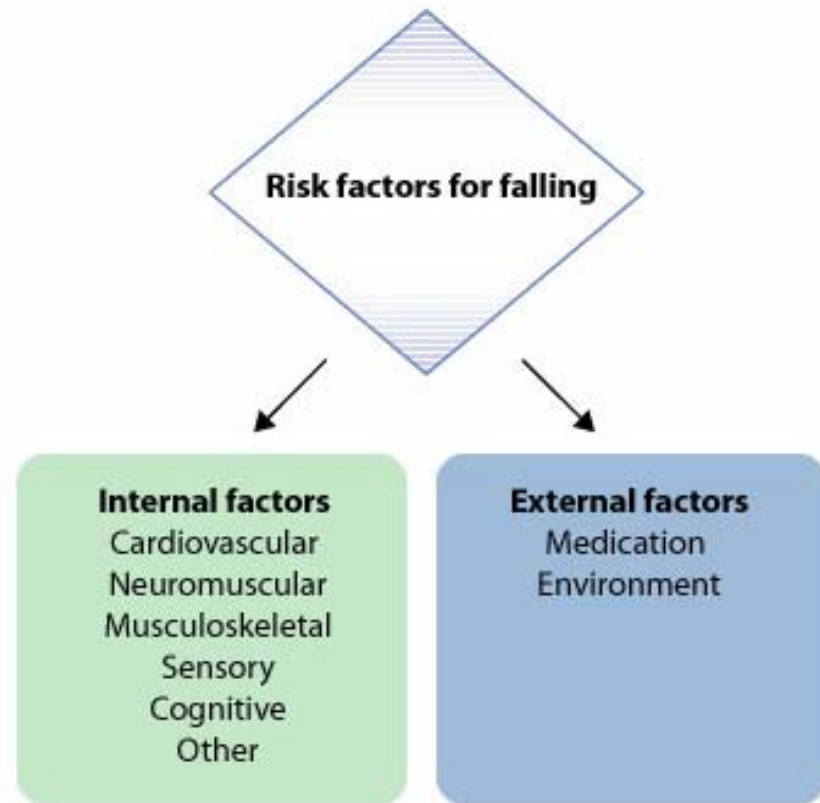 Risk factors for falling
Internal factors
Cardiovascular
Neuromuscular
Musculoskeletal
Sensory
Cognitive
Other
External factors
Medication
Environment